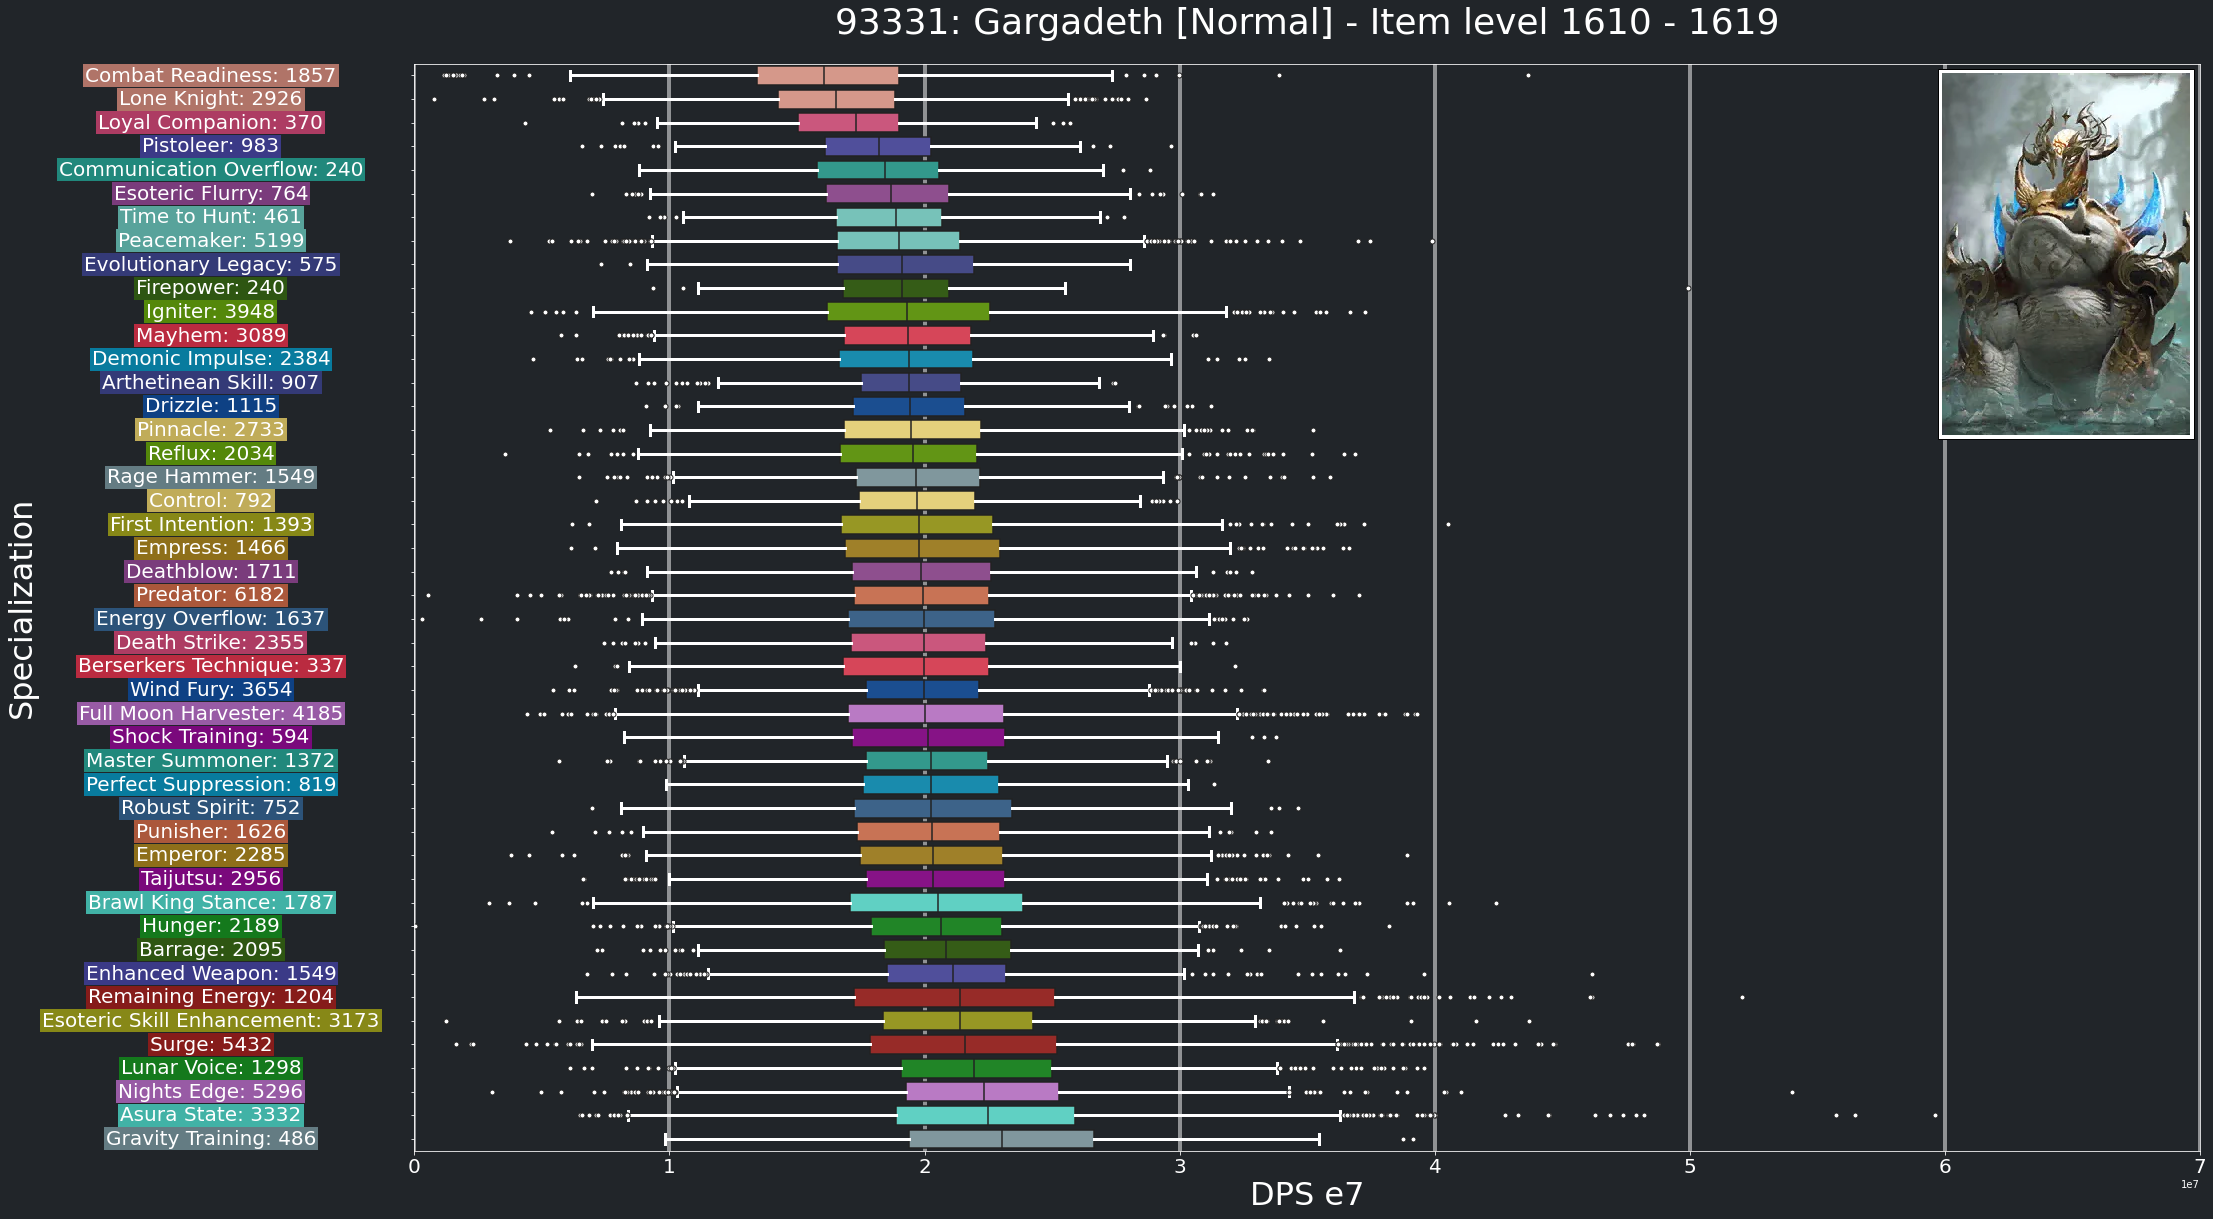 93331: Gargadeth [Normal] - Item level 1610 - 1619
Combat Readiness: 1857
Lone Knight: 2926
Loyal Companion: 370
Pistoleer: 983
Communication Overflow: 240
Esoteric Flurry: 764
Time to Hunt: 461
Peacemaker: 5199
Evolutionary Legacy: 575
Firepower: 240
Igniter: 3948
Mayhem: 3089
Demonic Impulse: 2384
Arthetinean Skill: 907
Drizzle: 1115
Pinnacle: 2733
Reflux: 2034
Rage Hammer: 1549
Control: 792
First Intention: 1393
Empress: 1466
Deathblow: 1711
Predator: 6182
Energy Overflow: 1637
Death Strike: 2355
Berserkers Technique: 337
Wind Fury: 3654
Full Moon Harvester: 4185
Shock Training: 594
Master Summoner: 1372
Perfect Suppression: 819
Robust Spirit: 752
Punisher: 1626
Emperor: 2285
Taijutsu: 2956
Brawl King Stance: 1787
Hunger: 2189
Barrage: 2095
Enhanced Weapon: 1549
Remaining Energy: 1204
Esoteric Skill Enhancement: 3173
Surge: 5432
Lunar Voice: 1298
Nights Edge: 5296
Asura State: 3332
Gravity Training: 486
Specialization
0 1 2 3 4 5 6 7
1e7
DPS e7